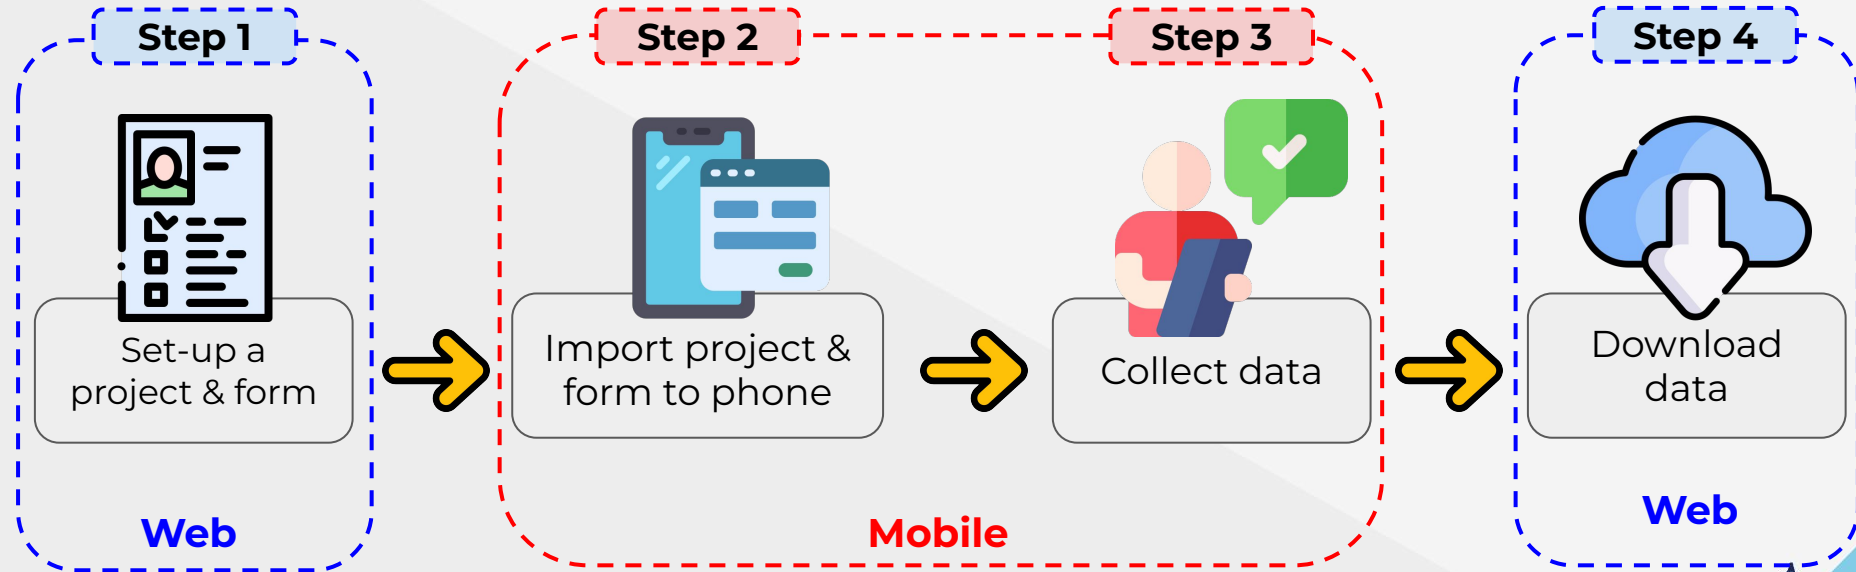 Step 1
Step 2
Step 3
Step 4
Set-up a
project & form
Import project &
form to phone
Collect data
Download
data
Web
Mobile
Web